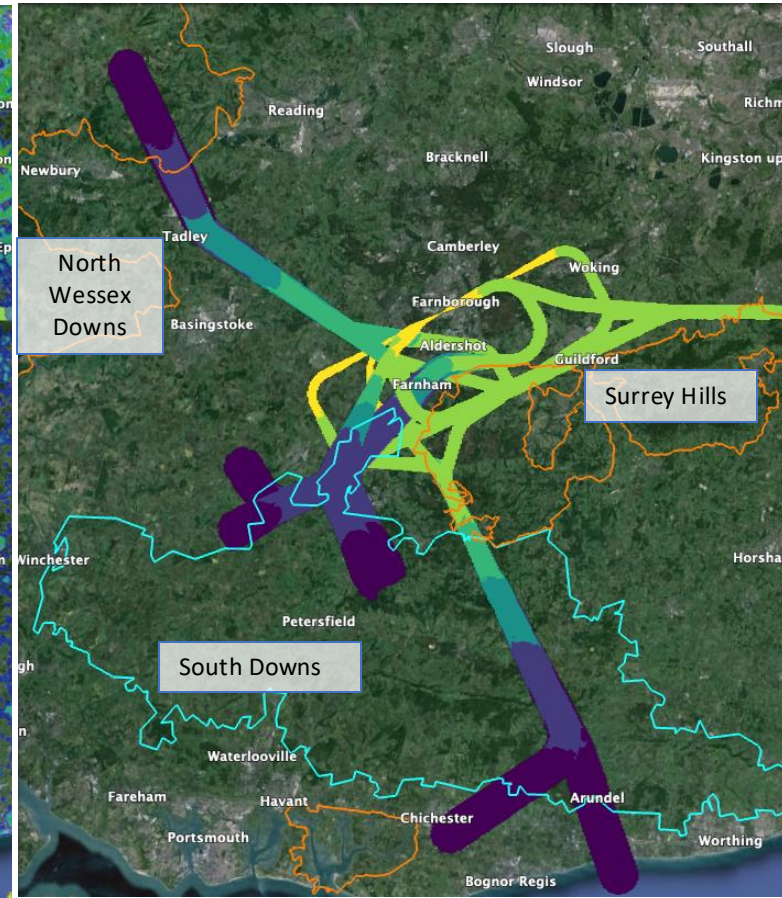 Slough
Southall
Windsor
Reading
Richm
Bracknell
Newbury
Kingston up
Tadley
Camberley
Woking
North
Wessex
Downs
Farnborough
Basingstoke
Aldershot
Guildford
Farnham
Surrey Hills
Winchester
Horsha
Petersfield
South Downs
gh
Waterlooville
Fareham
Havant
Arundel
Chichester
Portsmouth
Worthing
Bognor Regis